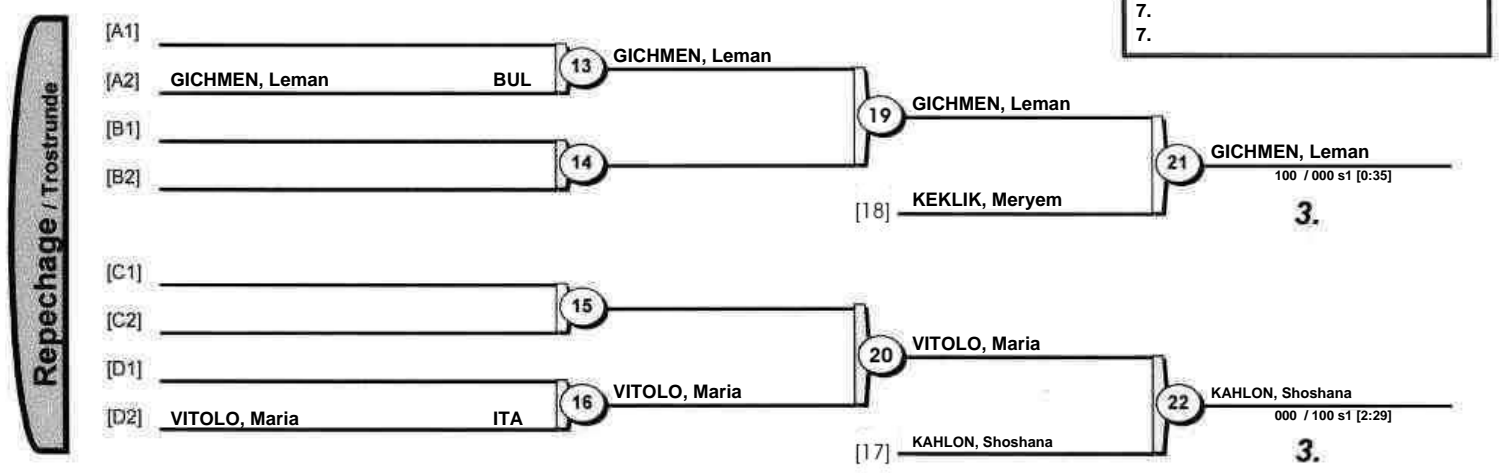 7.
7.
Repechage / Trostrunde
[A1]
[A2] GICHMEN, Leman BUL
13 GICHMEN, Leman
[B1]
[B2]
14
19 GICHMEN, Leman
[18] KEKLIK, Meryem
21 GICHMEN, Leman
100 / 000 s1 [0:35]
3.
[C1]
[C2]
15
[D1]
[D2] VITOLO, Maria ITA
16 VITOLO, Maria
20 VITOLO, Maria
[17] KAHLON, Shoshana
22 KAHLON, Shoshana
000 / 100 s1 [2:29]
3.